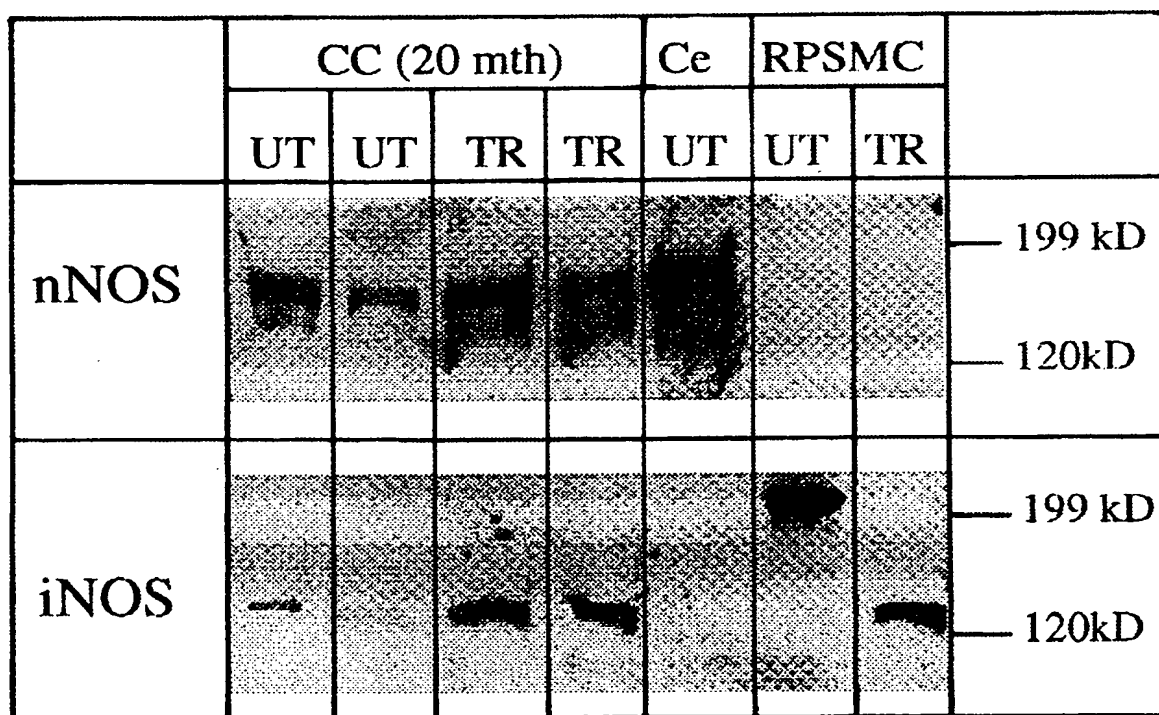 CC (20 mth) Ce RPSMC
UT UT TR TR UT UT TR
nNOS
199 kD
120kD
iNOS
199 kD
120kD